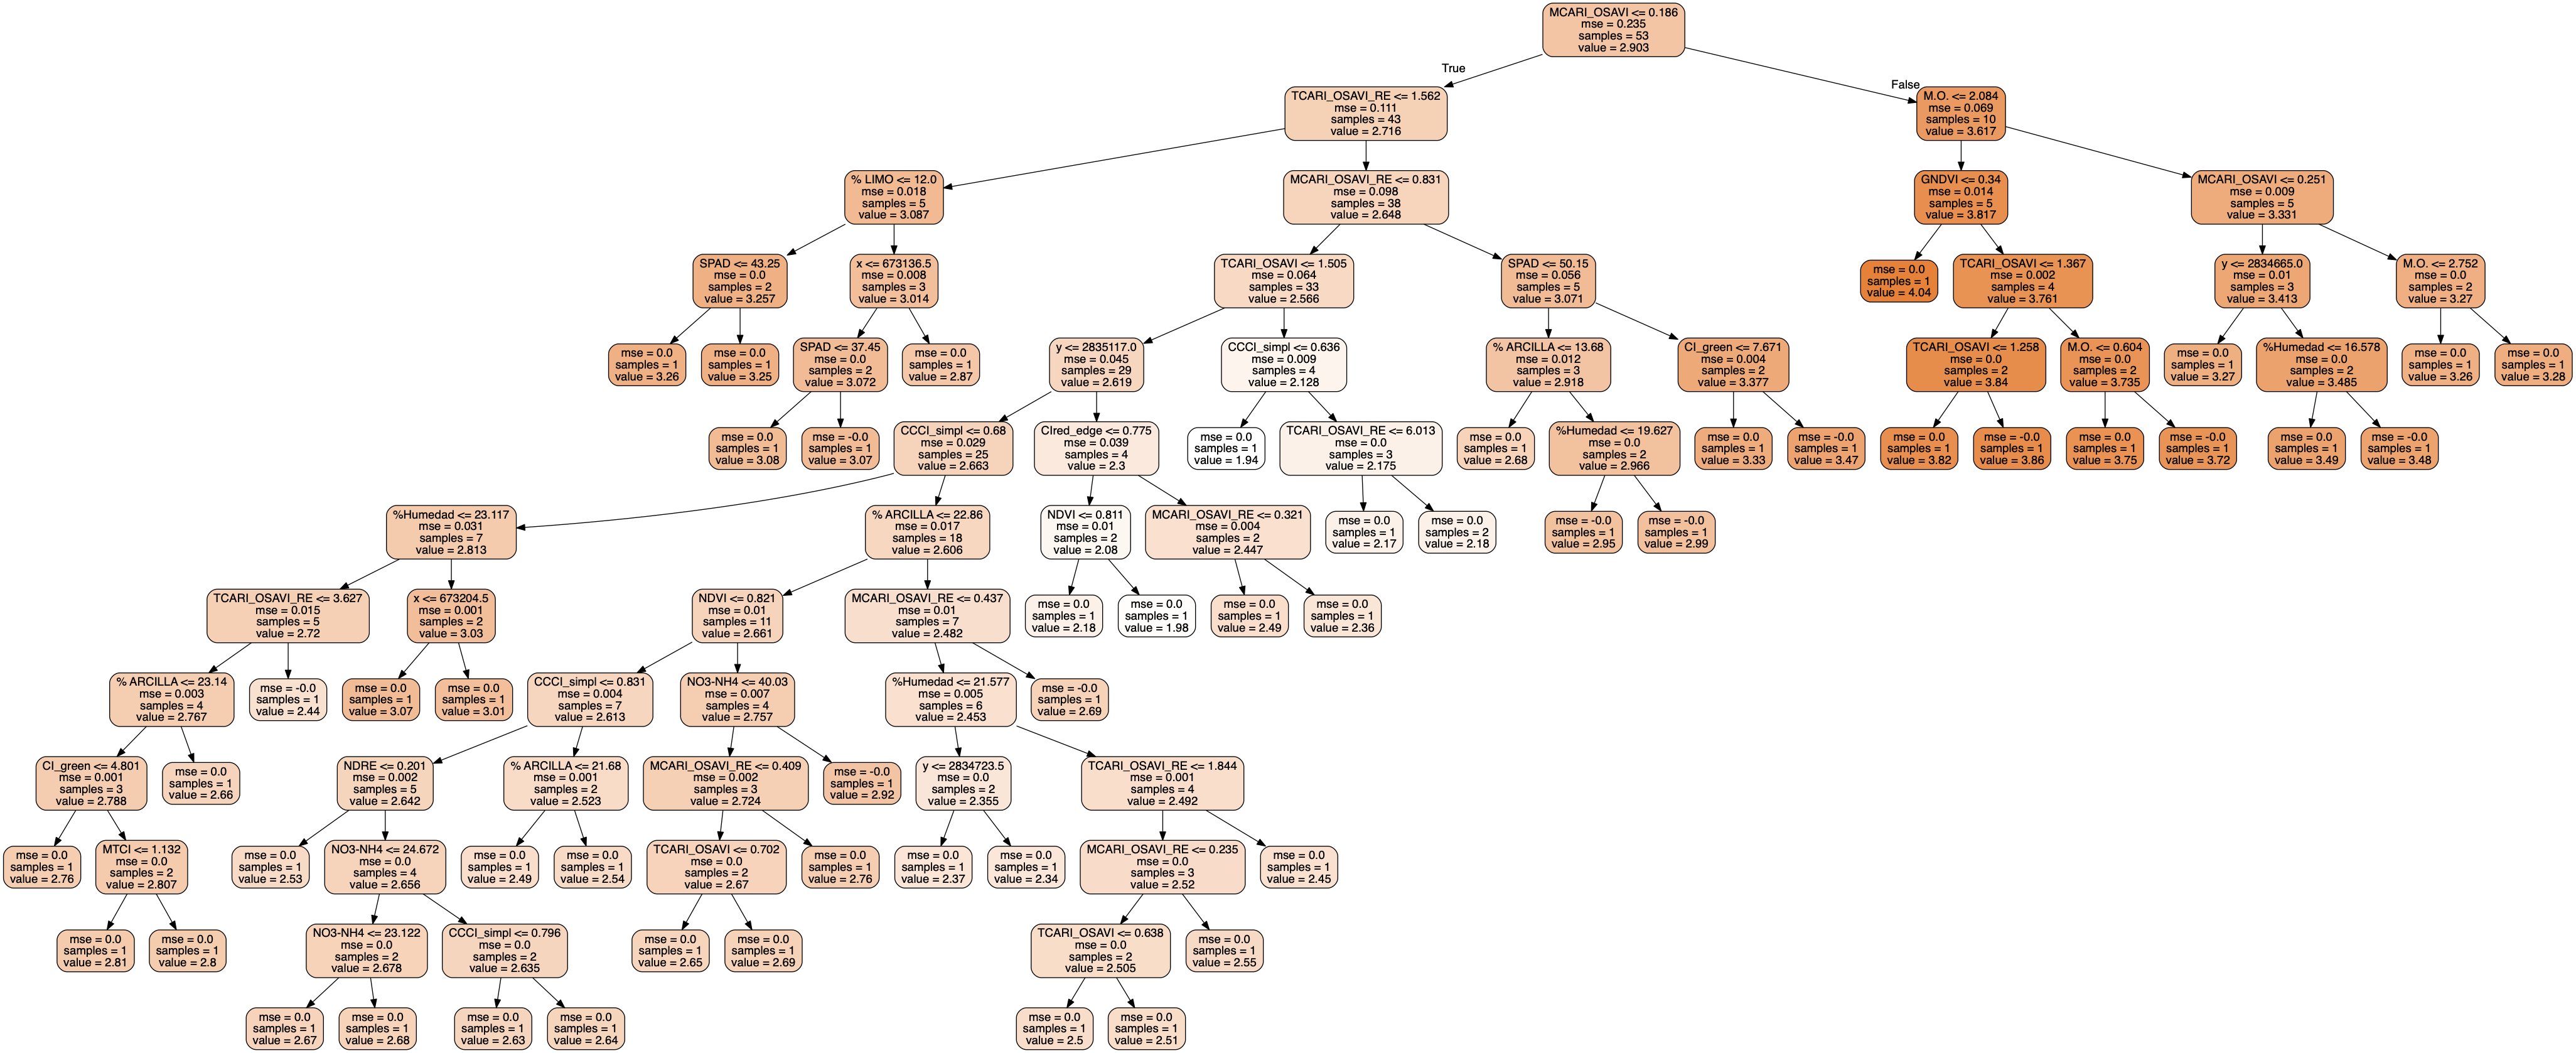 MCARI_OSAVI <= 0.186
mse = 0.235
samples = 53
value = 2.903
True
False
TCARI_OSAVI_RE <= 1.562
mse = 0.111
samples = 43
value = 2.716
M.O. <= 2.084
mse = 0.069
samples = 10
value = 3.617
% LIMO <= 12.0
mse = 0.018
samples = 5
value = 3.087
MCARI_OSAVI_RE <= 0.831
mse = 0.098
samples = 38
value = 2.648
GNDVI <= 0.34
mse = 0.014
samples = 5
value = 3.817
MCARI_OSAVI <= 0.251
mse = 0.009
samples = 5
value = 3.331
SPAD <= 43.25
mse = 0.0
samples = 2
value = 3.257
x <= 673136.5
mse = 0.008
samples = 3
value = 3.014
TCARI_OSAVI <= 1.505
mse = 0.064
samples = 33
value = 2.566
SPAD <= 50.15
mse = 0.056
samples = 5
value = 3.071
mse = 0.0
samples = 1
value = 4.04
TCARI_OSAVI <= 1.367
mse = 0.002
samples = 4
value = 3.761
y <= 2834665.0
mse = 0.01
samples = 3
value = 3.413
M.O. <= 2.752
mse = 0.0
samples = 2
value = 3.27
mse = 0.0
samples = 1
value = 3.26
mse = 0.0
samples = 1
value = 3.25
SPAD <= 37.45
mse = 0.0
samples = 2
value = 3.072
mse = 0.0
samples = 1
value = 2.87
y <= 2835117.0
mse = 0.045
samples = 29
value = 2.619
CCCI_simpl <= 0.636
mse = 0.009
samples = 4
value = 2.128
% ARCILLA <= 13.68
mse = 0.012
samples = 3
value = 2.918
CI_green <= 7.671
mse = 0.004
samples = 2
value = 3.377
TCARI_OSAVI <= 1.258
mse = 0.0
samples = 2
value = 3.84
M.O. <= 0.604
mse = 0.0
samples = 2
value = 3.735
mse = 0.0
samples = 1
value = 3.27
%Humedad <= 16.578
mse = 0.0
samples = 2
value = 3.485
mse = 0.0
samples = 1
value = 3.26
mse = 0.0
samples = 1
value = 3.28
mse = 0.0
samples = 1
value = 3.08
mse = -0.0
samples = 1
value = 3.07
CCCI_simpl <= 0.68
mse = 0.029
samples = 25
value = 2.663
CIred_edge <= 0.775
mse = 0.039
samples = 4
value = 2.3
mse = 0.0
samples = 1
value = 1.94
TCARI_OSAVI_RE <= 6.013
mse = 0.0
samples = 3
value = 2.175
mse = 0.0
samples = 1
value = 2.68
%Humedad <= 19.627
mse = 0.0
samples = 2
value = 2.966
mse = 0.0
samples = 1
value = 3.33
mse = -0.0
samples = 1
value = 3.47
mse = 0.0
samples = 1
value = 3.82
mse = -0.0
samples = 1
value = 3.86
mse = 0.0
samples = 1
value = 3.75
mse = -0.0
samples = 1
value = 3.72
mse = 0.0
samples = 1
value = 3.49
mse = -0.0
samples = 1
value = 3.48
%Humedad <= 23.117
mse = 0.031
samples = 7
value = 2.813
% ARCILLA <= 22.86
mse = 0.017
samples = 18
value = 2.606
NDVI <= 0.811
mse = 0.01
samples = 2
value = 2.08
MCARI_OSAVI_RE <= 0.321
mse = 0.004
samples = 2
value = 2.447
mse = 0.0
samples = 1
value = 2.17
mse = 0.0
samples = 2
value = 2.18
mse = -0.0
samples = 1
value = 2.95
mse = -0.0
samples = 1
value = 2.99
TCARI_OSAVI_RE <= 3.627
mse = 0.015
samples = 5
value = 2.72
x <= 673204.5
mse = 0.001
samples = 2
value = 3.03
NDVI <= 0.821
mse = 0.01
samples = 11
value = 2.661
MCARI_OSAVI_RE <= 0.437
mse = 0.01
samples = 7
value = 2.482
mse = 0.0
samples = 1
value = 2.18
mse = 0.0
samples = 1
value = 1.98
mse = 0.0
samples = 1
value = 2.49
mse = 0.0
samples = 1
value = 2.36
% ARCILLA <= 23.14
mse = 0.003
samples = 4
value = 2.767
mse = -0.0
samples = 1
value = 2.44
mse = 0.0
samples = 1
value = 3.07
mse = 0.0
samples = 1
value = 3.01
CCCI_simpl <= 0.831
mse = 0.004
samples = 7
value = 2.613
NO3-NH4 <= 40.03
mse = 0.007
samples = 4
value = 2.757
%Humedad <= 21.577
mse = 0.005
samples = 6
value = 2.453
mse = -0.0
samples = 1
value = 2.69
CI_green <= 4.801
mse = 0.001
samples = 3
value = 2.788
mse = 0.0
samples = 1
value = 2.66
NDRE <= 0.201
mse = 0.002
samples = 5
value = 2.642
% ARCILLA <= 21.68
mse = 0.001
samples = 2
value = 2.523
MCARI_OSAVI_RE <= 0.409
mse = 0.002
samples = 3
value = 2.724
mse = -0.0
samples = 1
value = 2.92
y <= 2834723.5
mse = 0.0
samples = 2
value = 2.355
TCARI_OSAVI_RE <= 1.844
mse = 0.001
samples = 4
value = 2.492
mse = 0.0
samples = 1
value = 2.76
MTCI <= 1.132
mse = 0.0
samples = 2
value = 2.807
mse = 0.0
samples = 1
value = 2.53
NO3-NH4 <= 24.672
mse = 0.0
samples = 4
value = 2.656
mse = 0.0
samples = 1
value = 2.49
mse = 0.0
samples = 1
value = 2.54
TCARI_OSAVI <= 0.702
mse = 0.0
samples = 2
value = 2.67
mse = 0.0
samples = 1
value = 2.76
mse = 0.0
samples = 1
value = 2.37
mse = 0.0
samples = 1
value = 2.34
MCARI_OSAVI_RE <= 0.235
mse = 0.0
samples = 3
value = 2.52
mse = 0.0
samples = 1
value = 2.45
mse = 0.0
samples = 1
value = 2.81
mse = 0.0
samples = 1
value = 2.8
NO3-NH4 <= 23.122
mse = 0.0
samples = 2
value = 2.678
CCCI_simpl <= 0.796
mse = 0.0
samples = 2
value = 2.635
mse = 0.0
samples = 1
value = 2.65
mse = 0.0
samples = 1
value = 2.69
TCARI_OSAVI <= 0.638
mse = 0.0
samples = 2
value = 2.505
mse = 0.0
samples = 1
value = 2.55
mse = 0.0
samples = 1
value = 2.67
mse = 0.0
samples = 1
value = 2.68
mse = 0.0
samples = 1
value = 2.63
mse = 0.0
samples = 1
value = 2.64
mse = 0.0
samples = 1
value = 2.5
mse = 0.0
samples = 1
value = 2.51